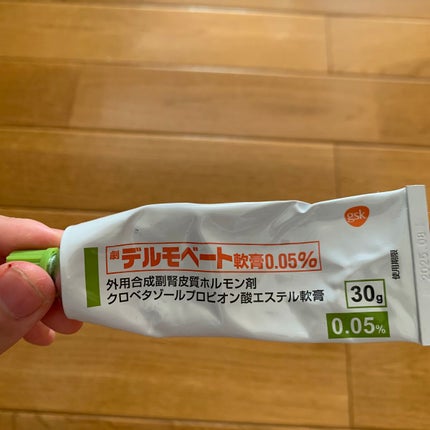 gsk
劇 デルモベート軟膏0.05%
外用合成副腎皮質ホルモン剤
クロベタゾールプロピオン酸エステル軟膏
30g
0.05%
使用期限
2025.08